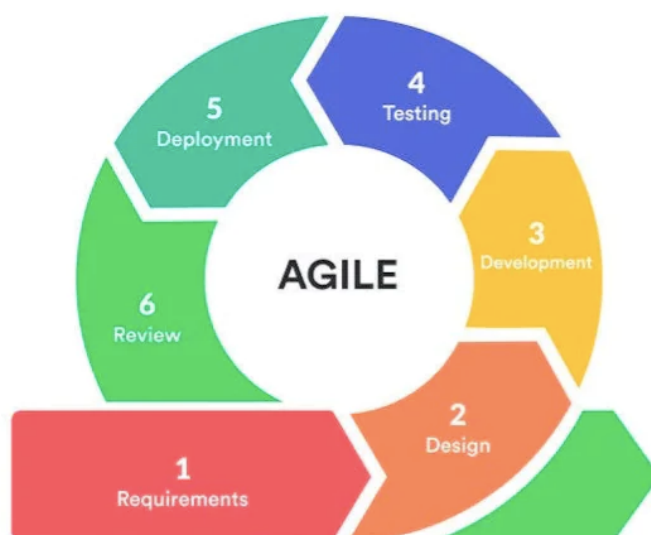 AGILE
1
Requirements
2
Design
3
Development
4
Testing
5
Deployment
6
Review